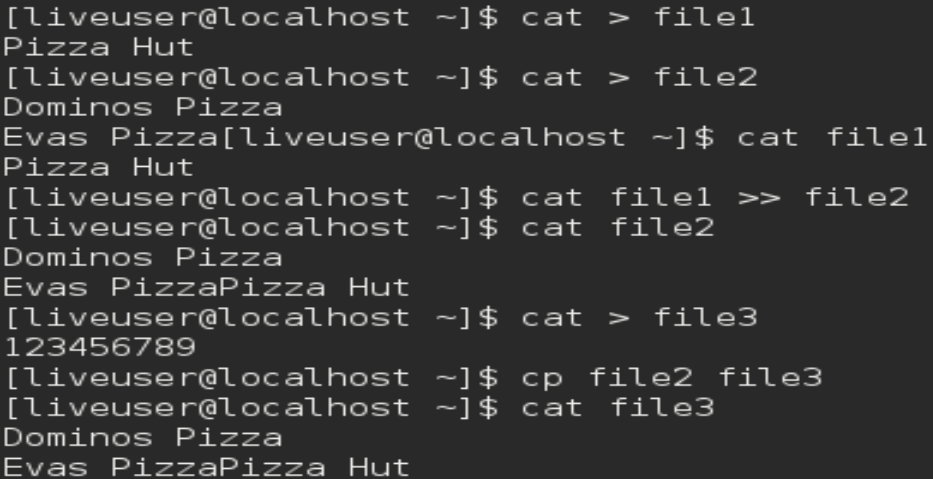 [liveuser@localhost ~]$ cat > file1
Pizza Hut
[liveuser@localhost ~]$ cat > file2
Dominos Pizza
Evas Pizza[liveuser@localhost ~]$ cat file1
Pizza Hut
[liveuser@localhost ~]$ cat file1 >> file2
[liveuser@localhost ~]$ cat file2
Dominos Pizza
Evas PizzaPizza Hut
[liveuser@localhost ~]$ cat > file3
123456789
[liveuser@localhost ~]$ cp file2 file3
[liveuser@localhost ~]$ cat file3
Dominos Pizza
Evas PizzaPizza Hut